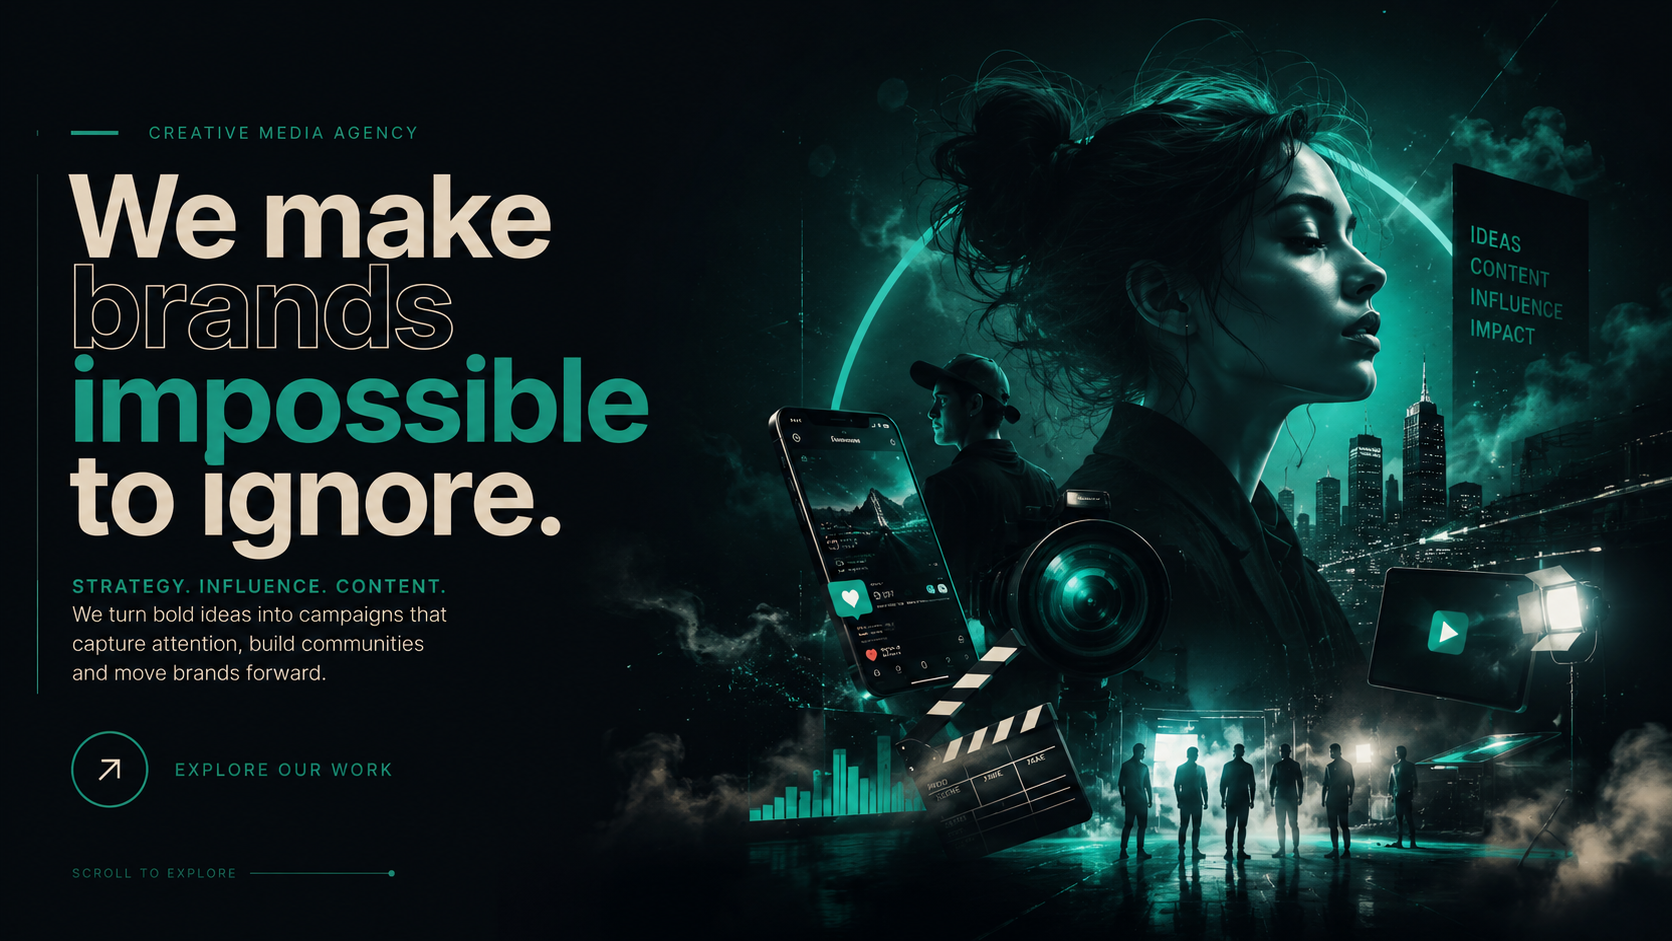 CREATIVE MEDIA AGENCY
We make
brands
impossible
to ignore.
STRATEGY. INFLUENCE. CONTENT.
We turn bold ideas into campaigns that
capture attention, build communities
and move brands forward.
EXPLORE OUR WORK
SCROLL TO EXPLORE
IDEAS
CONTENT
INFLUENCE
IMPACT